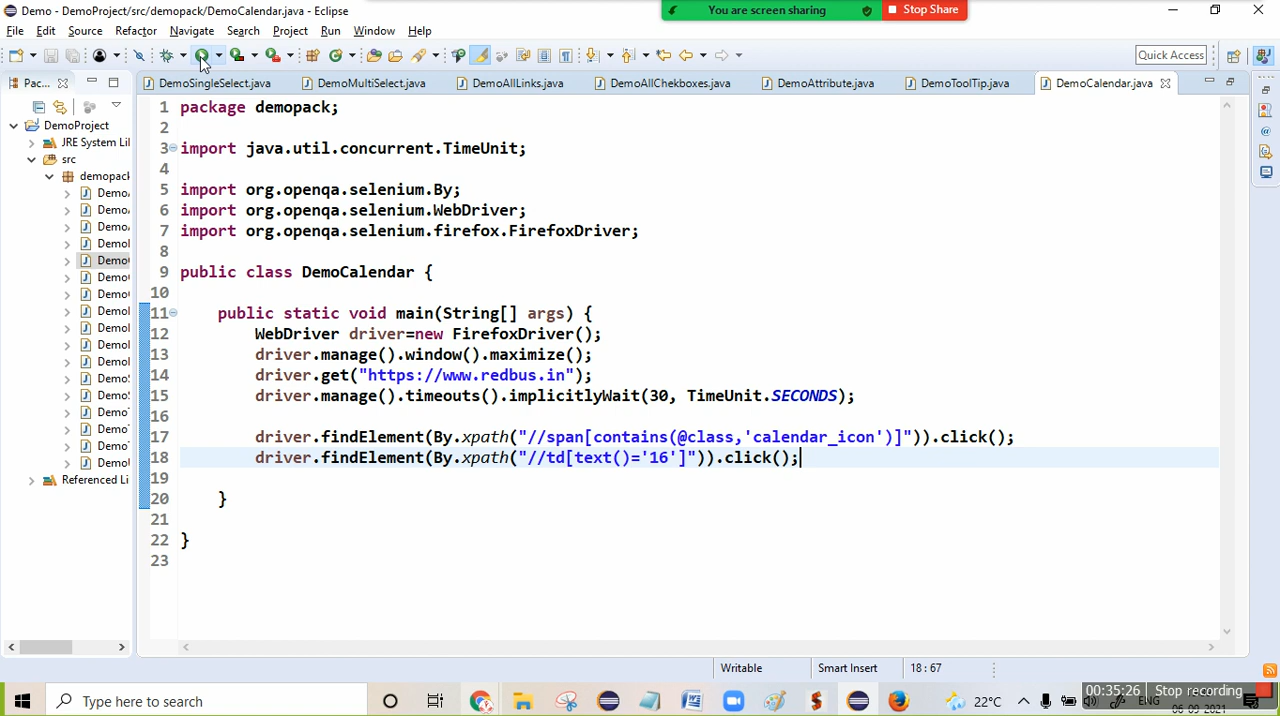 Demo - DemoProject/src/demopack/DemoCalendar.java - Eclipse
You are screen sharing
Stop Share
File Edit Source Refactor Navigate Search Project Run Window Help
Quick Access
Pac...
DemoSingleSelect.java DemoMultiSelect.java DemoAllLinks.java DemoAllChekboxes.java DemoAttribute.java DemoToolTip.java DemoCalendar.java
DemoProject
JRE System Li
src
demopack
1 package demopack;
2
3 import java.util.concurrent.TimeUnit;
4
5 import org.openqa.selenium.By;
6 import org.openqa.selenium.WebDriver;
7 import org.openqa.selenium.firefox.FirefoxDriver;
8
9 public class DemoCalendar {
10
11 public static void main(String[] args) {
12 WebDriver driver=new FirefoxDriver();
13 driver.manage().window().maximize();
14 driver.get("https://www.redbus.in");
15 driver.manage().timeouts().implicitlyWait(30, TimeUnit.SECONDS);
16
17 driver.findElement(By.xpath("//span[contains(@class,'calendar_icon')]")).click();
18 driver.findElement(By.xpath("//td[text()='16']")).click();
19
20 }
21
22 }
23
Referenced Li
Writable Smart Insert 18 : 67
Type here to search
22°C
ENG
06-09-2021
00:35:26 Stop recording